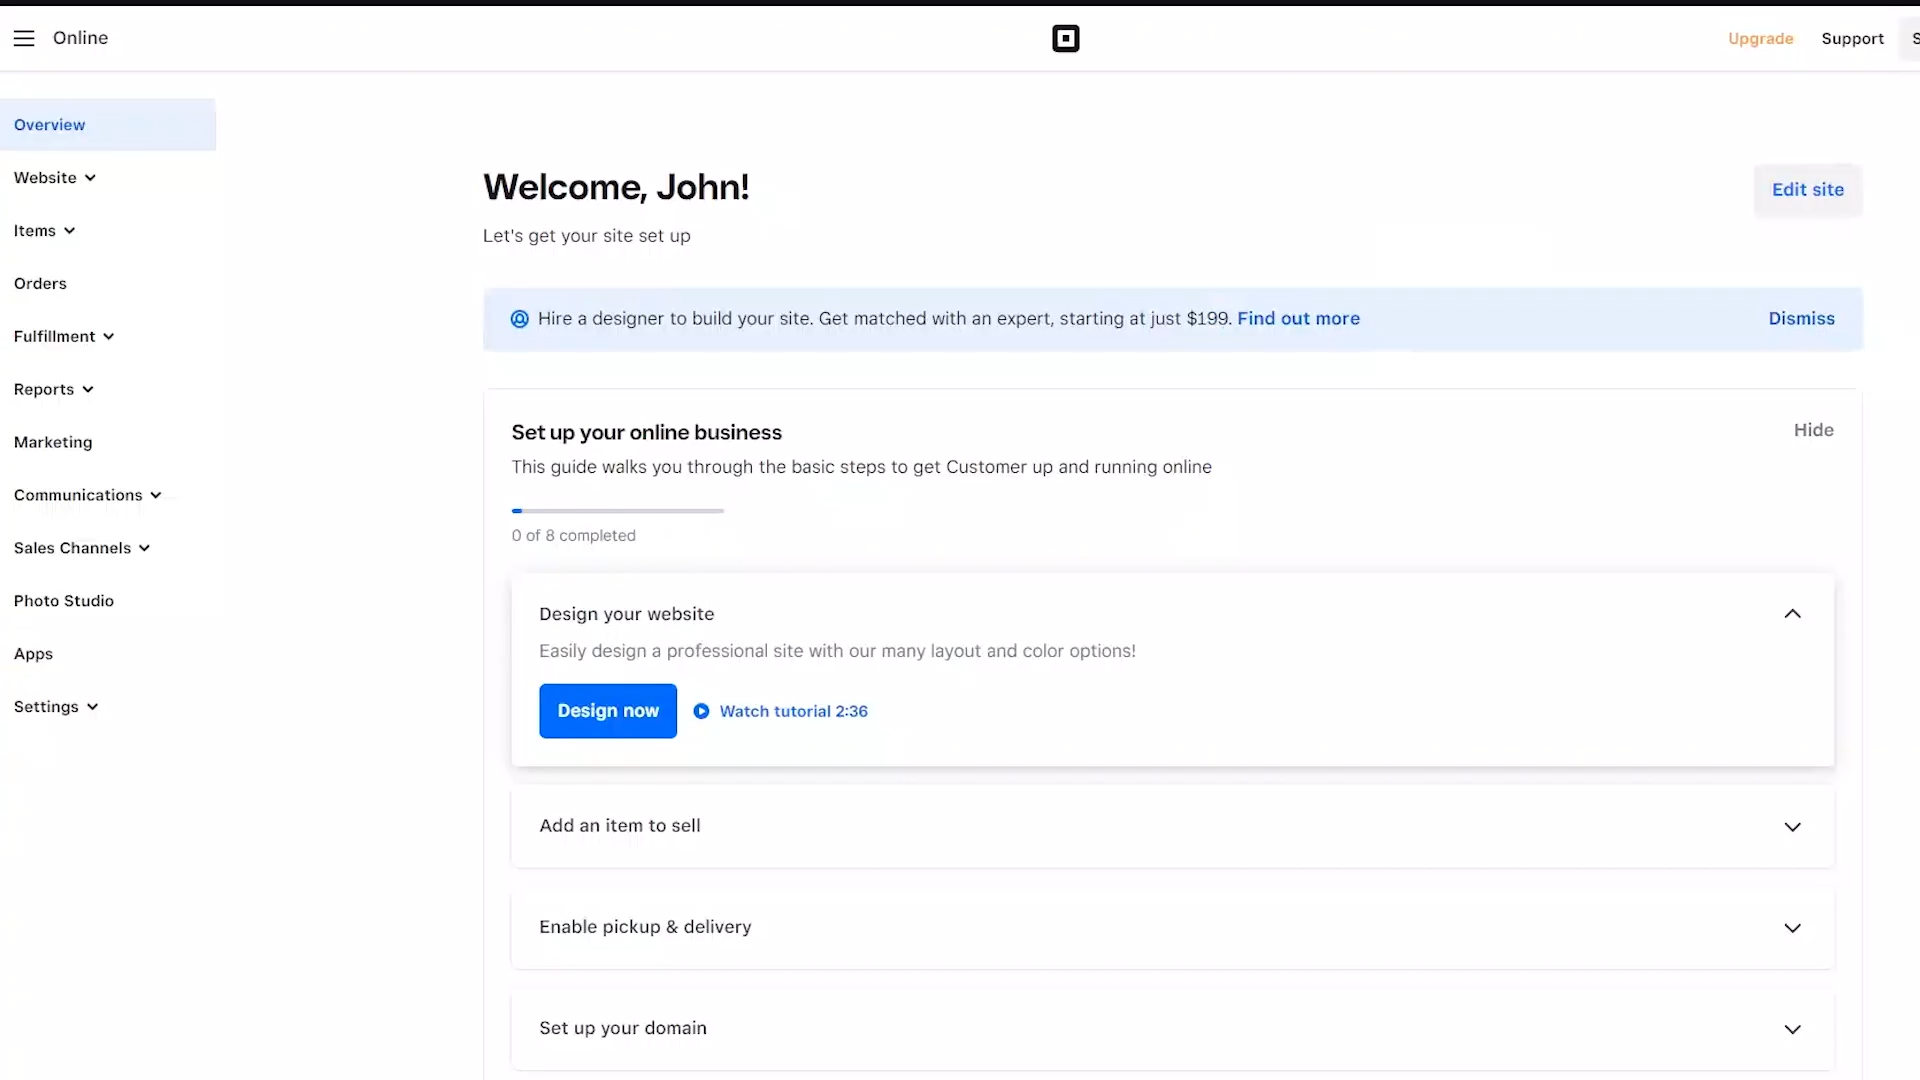 Online
Upgrade
Support
S
Overview
Website
Items
Orders
Fulfillment
Reports
Marketing
Communications
Sales Channels
Photo Studio
Apps
Settings
Welcome, John!
Edit site
Let's get your site set up
Hire a designer to build your site. Get matched with an expert, starting at just $199. Find out more
Dismiss
Set up your online business
Hide
This guide walks you through the basic steps to get Customer up and running online
0 of 8 completed
Design your website
Easily design a professional site with our many layout and color options!
Design now
Watch tutorial 2:36
Add an item to sell
Enable pickup & delivery
Set up your domain